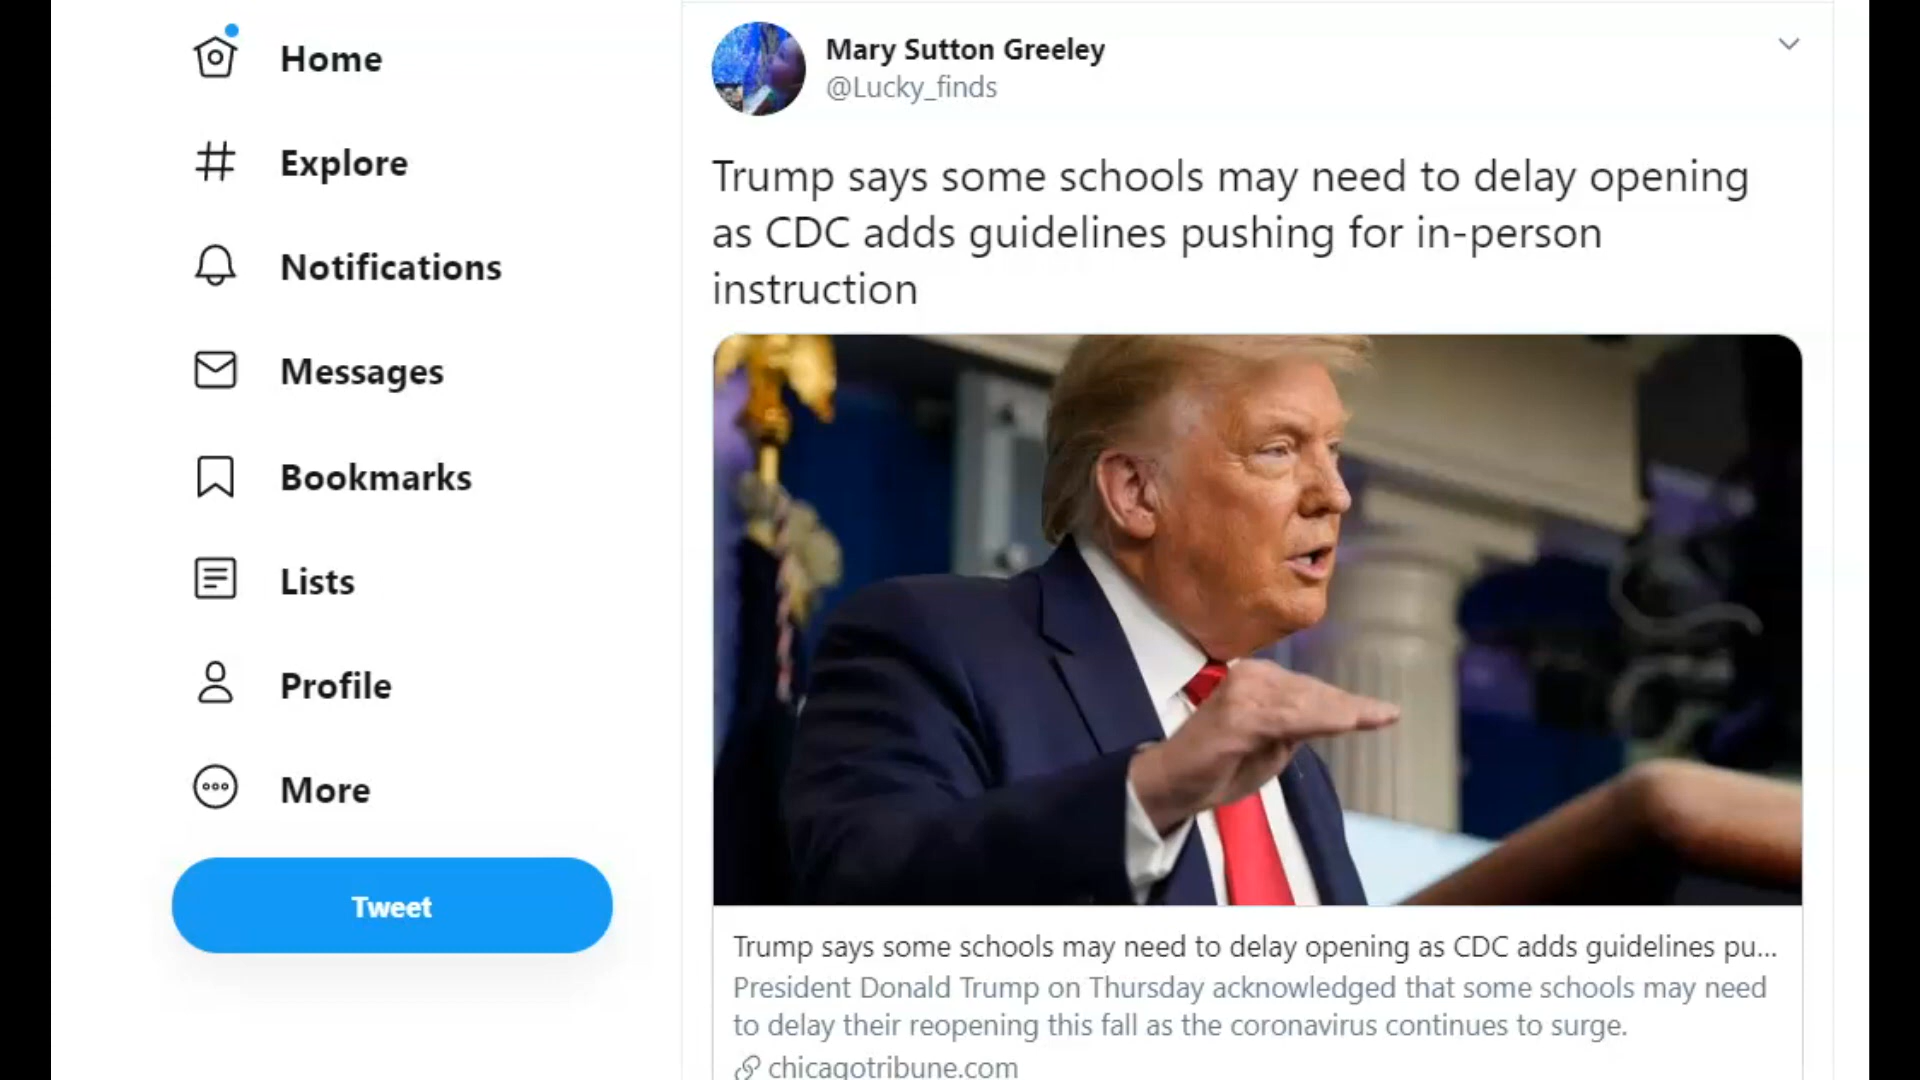 Home
Explore
Notifications
Messages
Bookmarks
Lists
Profile
More
Tweet
Mary Sutton Greeley
@Lucky_finds
Trump says some schools may need to delay opening
as CDC adds guidelines pushing for in-person
instruction
Trump says some schools may need to delay opening as CDC adds guidelines pu...
President Donald Trump on Thursday acknowledged that some schools may need
to delay their reopening this fall as the coronavirus continues to surge.
chicagotribune.com